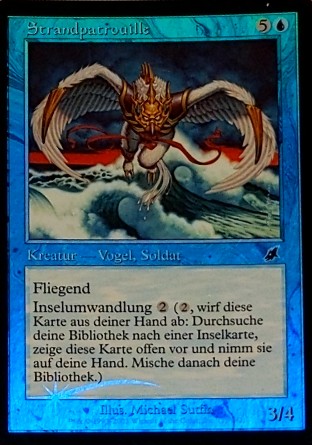 Strandpatrouille 5
Kreatur — Vogel, Soldat
Fliegend
Inselumwandlung 2 (2, wirf diese
Karte aus deiner Hand ab: Durchsuche
deine Bibliothek nach einer Inselkarte,
zeige diese Karte offen vor und nimm sie
auf deine Hand. Mische danach deine
Bibliothek.)
Illus. Michael Sutfin
3/4